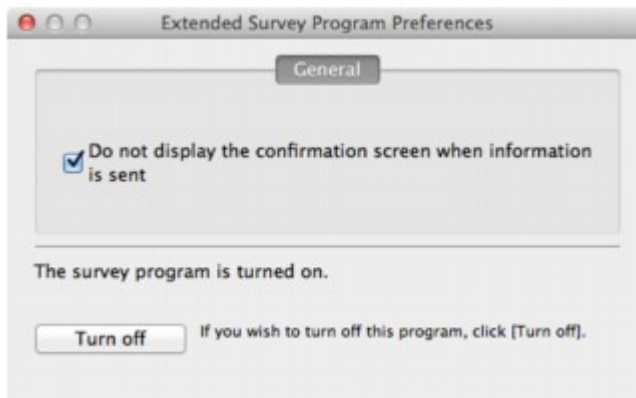 Extended Survey Program Preferences
General
Do not display the confirmation screen when information
is sent
The survey program is turned on.
Turn off
If you wish to turn off this program, click [Turn off].